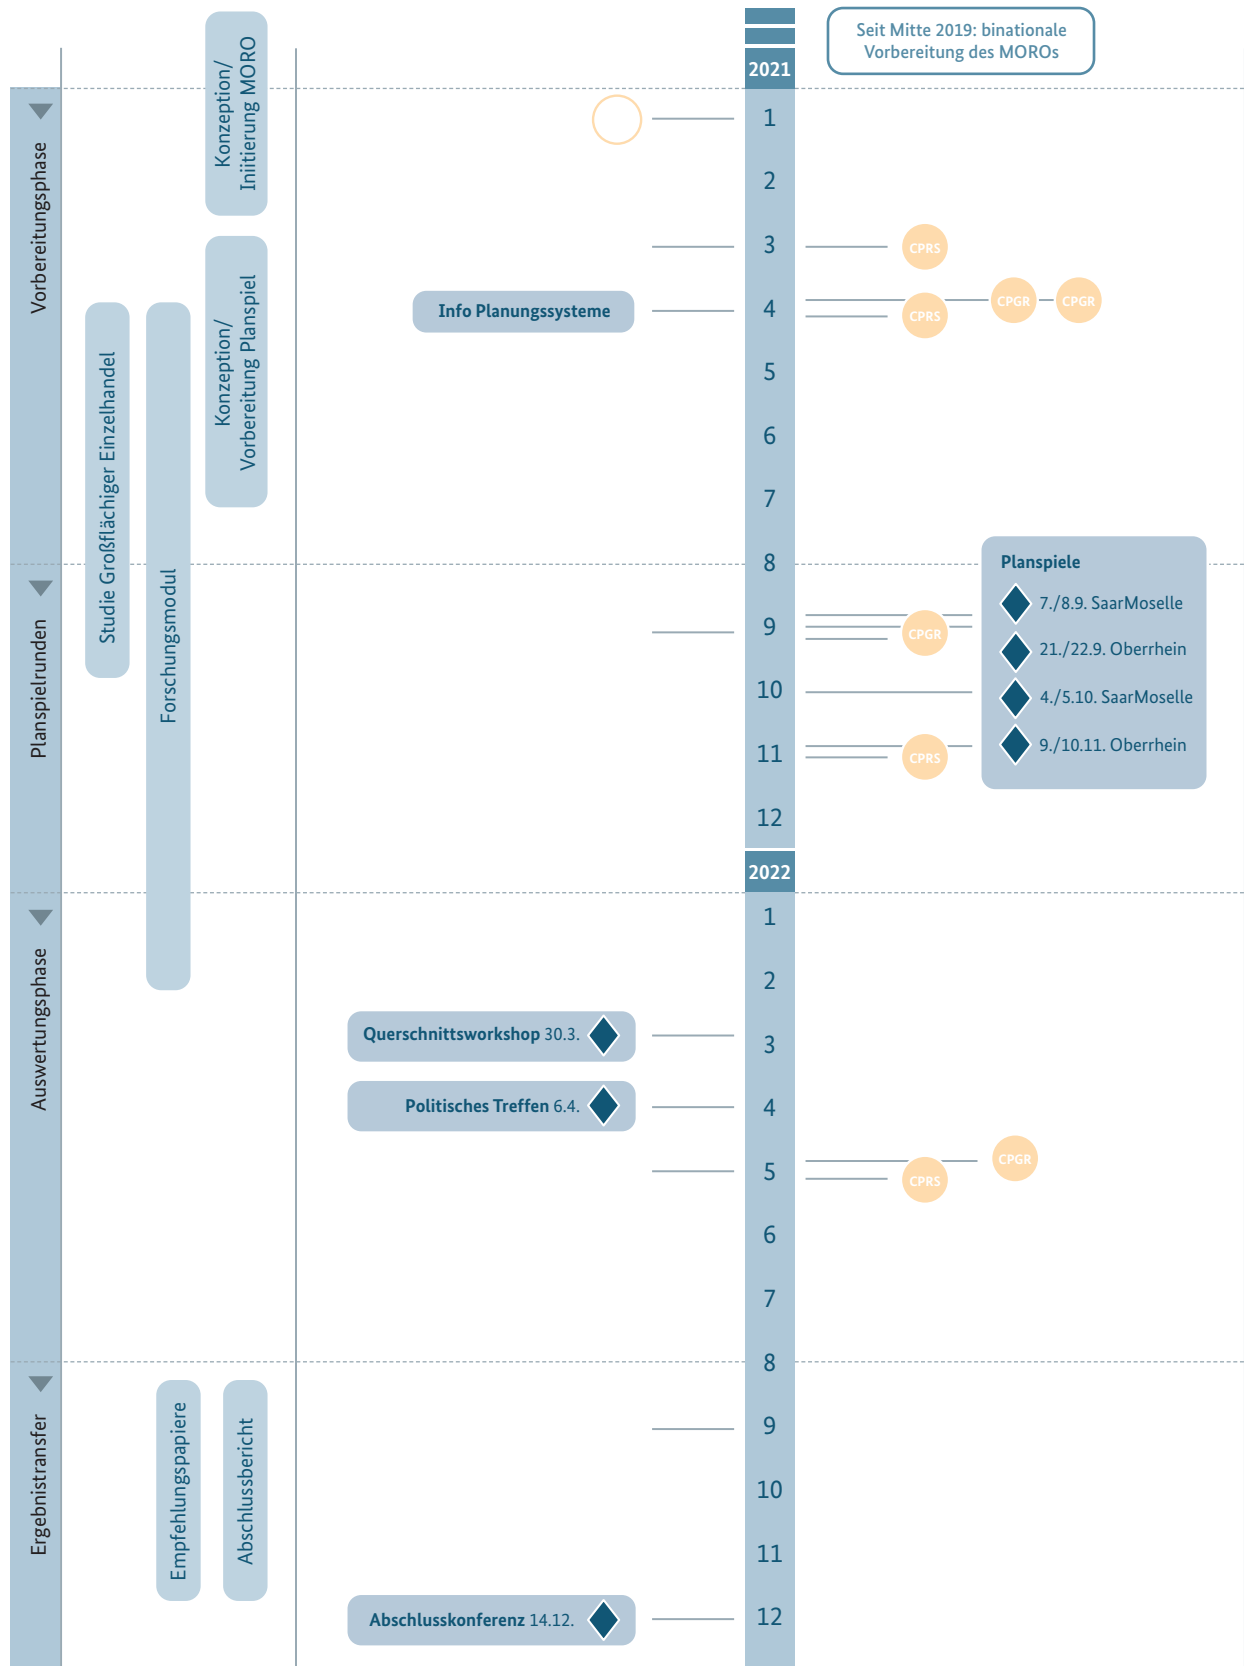 Seit Mitte 2019: binationale
Vorbereitung des MOROs
2021
1
2
3
4
5
6
7
8
9
10
11
12
2022
1
2
3
4
5
6
7
8
9
10
11
12
Vorbereitungsphase
Planspielrunden
Auswertungsphase
Ergebnistransfer
Studie Großflächiger Einzelhandel
Forschungsmodul
Konzeption/
Iniitierung MORO
Konzeption/
Vorbereitung Planspiel
Empfehlungspapiere
Abschlussbericht
Info Planungssysteme
Querschnittsworkshop 30.3.
Politisches Treffen 6.4.
Abschlusskonferenz 14.12.
CPRS
CPGR
CPGR
CPRS
Planspiele
7./8.9. SaarMoselle
21./22.9. Oberrhein
4./5.10. SaarMoselle
9./10.11. Oberrhein
CPGR
CPRS
CPGR
CPRS